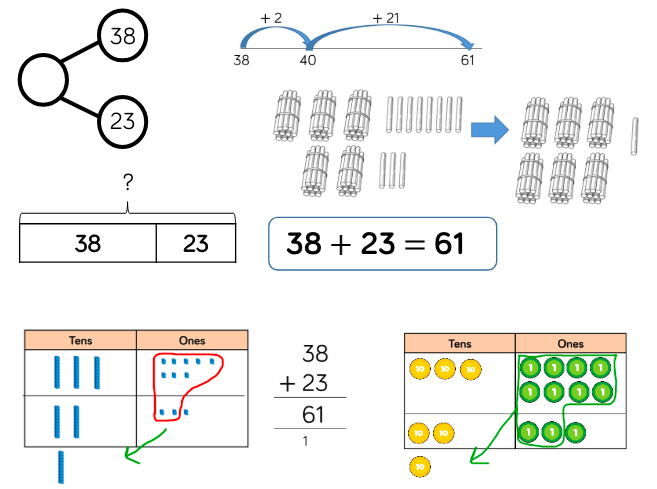 38
23
+ 2
+ 21
38 40 61
?
38 23
38 + 23 = 61
Tens Ones
38
+ 23
61
1
Tens Ones
10 10 10 1 1 1 1
1 1 1 1
10 10 1 1 1
10